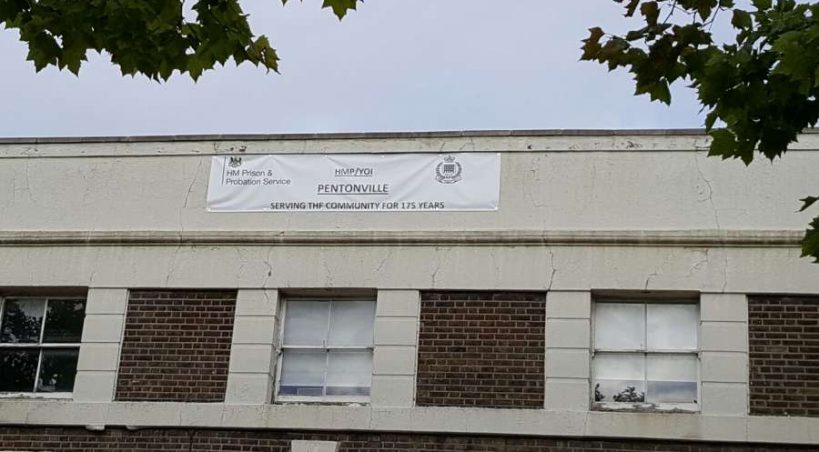 HM Prison &
Probation Service
HMP/YOI
PENTONVILLE
SERVING THE COMMUNITY FOR 175 YEARS